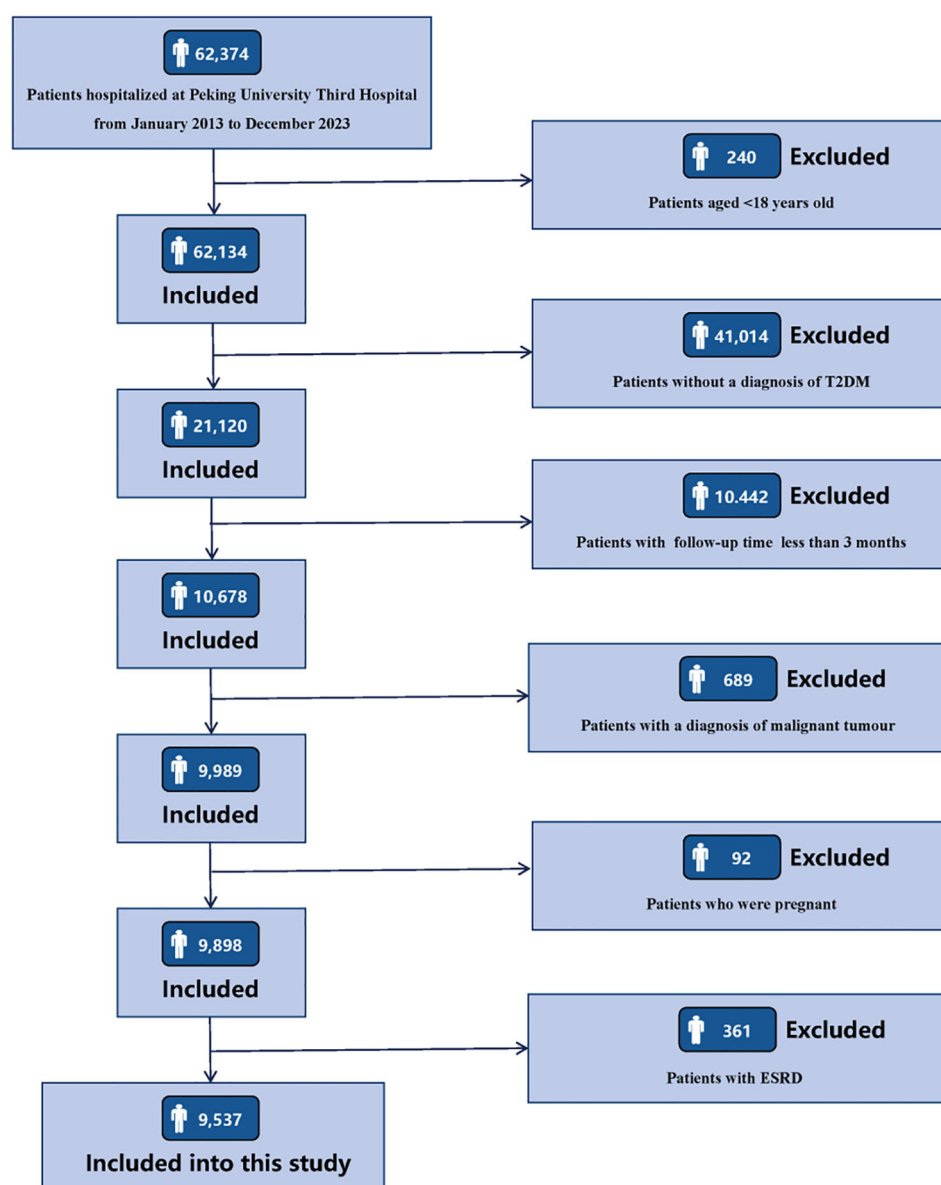 62,374
Patients hospitalized at Peking University Third Hospital
from January 2013 to December 2023
240 Excluded
Patients aged <18 years old
62,134
Included
41,014 Excluded
Patients without a diagnosis of T2DM
21,120
Included
10.442 Excluded
Patients with follow-up time less than 3 months
10,678
Included
689 Excluded
Patients with a diagnosis of malignant tumour
9,989
Included
92 Excluded
Patients who were pregnant
9,898
Included
361 Excluded
Patients with ESRD
9,537
Included into this study